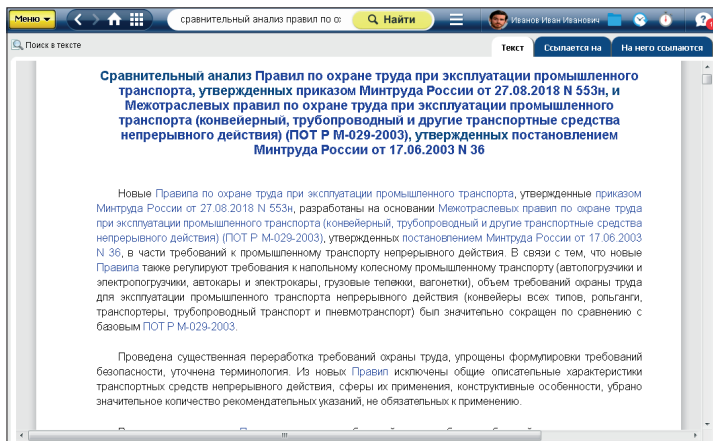 Меню
сравнительный анализ правил по о
Найти
Иванов Иван Иванович
Поиск в тексте
Текст
Ссылается на
На него ссылаются
Сравнительный анализ Правил по охране труда при эксплуатации промышленного
транспорта, утвержденных приказом Минтруда России от 27.08.2018 N 553н, и
Межотраслевых правил по охране труда при эксплуатации промышленного
транспорта (конвейерный, трубопроводный и другие транспортные средства
непрерывного действия) (ПОТ Р М-029-2003), утвержденных постановлением
Минтруда России от 17.06.2003 N 36
Новые Правила по охране труда при эксплуатации промышленного транспорта, утвержденные приказом
Минтруда России от 27.08.2018 N 553н, разработаны на основании Межотраслевых правил по охране труда
при эксплуатации промышленного транспорта (конвейерный, трубопроводный и другие транспортные средства
непрерывного действия) (ПОТ Р М-029-2003), утвержденных постановлением Минтруда России от 17.06.2003
N 36, в части требований к промышленному транспорту непрерывного действия. В связи с тем, что новые
Правила также регулируют требования к напольному колесному промышленному транспорту (автопогрузчики и
электропогрузчики, автокары и электрокары, грузовые тележки, вагонетки), объем требований охраны труда
для эксплуатации промышленного транспорта непрерывного действия (конвейеры всех типов, рольганги,
транспортеры, трубопроводный транспорт и пневмотранспорт) был значительно сокращен по сравнению с
базовым ПОТ Р М-029-2003.
Проведена существенная переработка требований охраны труда, упрощены формулировки требований
безопасности, уточнена терминология. Из новых Правил исключены общие описательные характеристики
транспортных средств непрерывного действия, сферы их применения, конструктивные особенности, убрано
значительное количество рекомендательных указаний, не обязательных к применению.